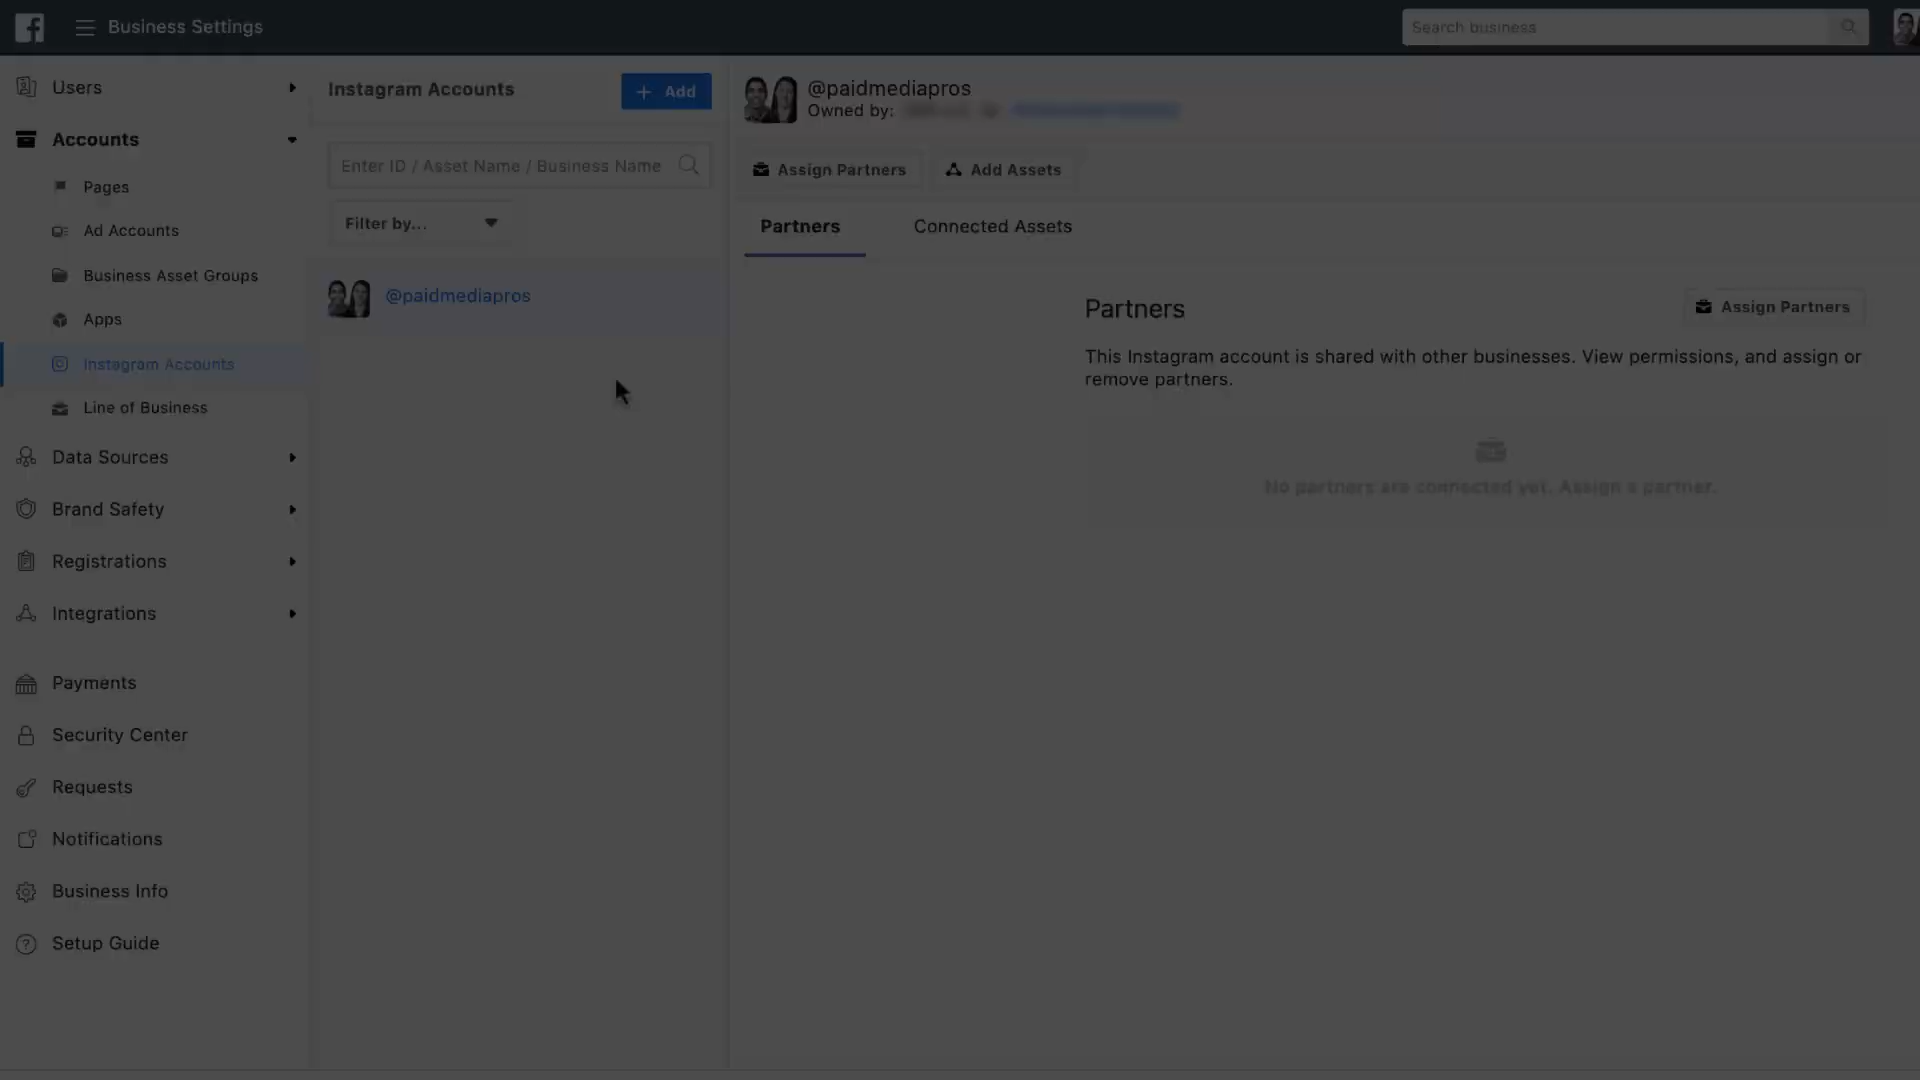 Business Settings
Search business
Users
Accounts
Pages
Ad Accounts
Business Asset Groups
Apps
Instagram Accounts
Line of Business
Data Sources
Brand Safety
Registrations
Integrations
Payments
Security Center
Requests
Notifications
Business Info
Setup Guide
Instagram Accounts
+ Add
Enter ID / Asset Name / Business Name
Filter by...
@paidmediapros
@paidmediapros
Owned by:
Assign Partners
Add Assets
Partners
Connected Assets
Partners
Assign Partners
This Instagram account is shared with other businesses. View permissions, and assign or
remove partners.
No partners are connected yet. Assign a partner.